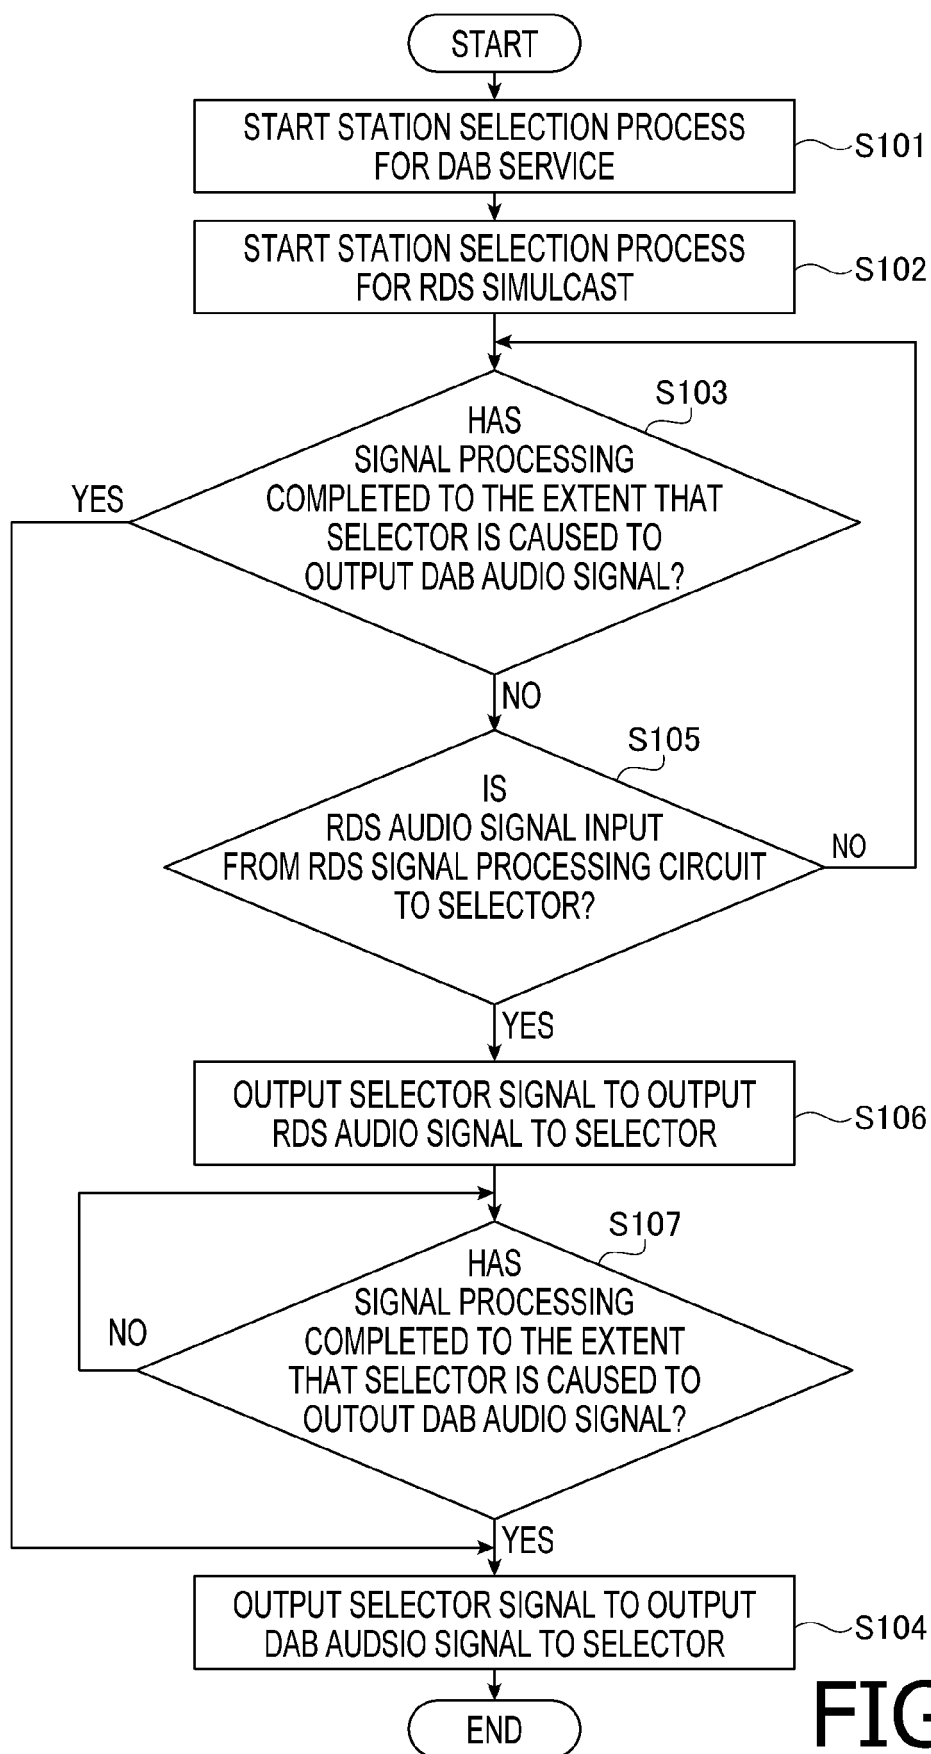 START
START STATION SELECTION PROCESS
FOR DAB SERVICE
S101
START STATION SELECTION PROCESS
FOR RDS SIMULCAST
S102
S103
HAS
SIGNAL PROCESSING
COMPLETED TO THE EXTENT THAT
SELECTOR IS CAUSED TO
OUTPUT DAB AUDIO SIGNAL?
YES
NO
S105
IS
RDS AUDIO SIGNAL INPUT
FROM RDS SIGNAL PROCESSING CIRCUIT
TO SELECTOR?
NO
YES
OUTPUT SELECTOR SIGNAL TO OUTPUT
RDS AUDIO SIGNAL TO SELECTOR
S106
S107
HAS
SIGNAL PROCESSING
COMPLETED TO THE EXTENT
THAT SELECTOR IS CAUSED TO
OUTOUT DAB AUDIO SIGNAL?
NO
YES
OUTPUT SELECTOR SIGNAL TO OUTPUT
DAB AUDSIO SIGNAL TO SELECTOR
S104
END
FIG